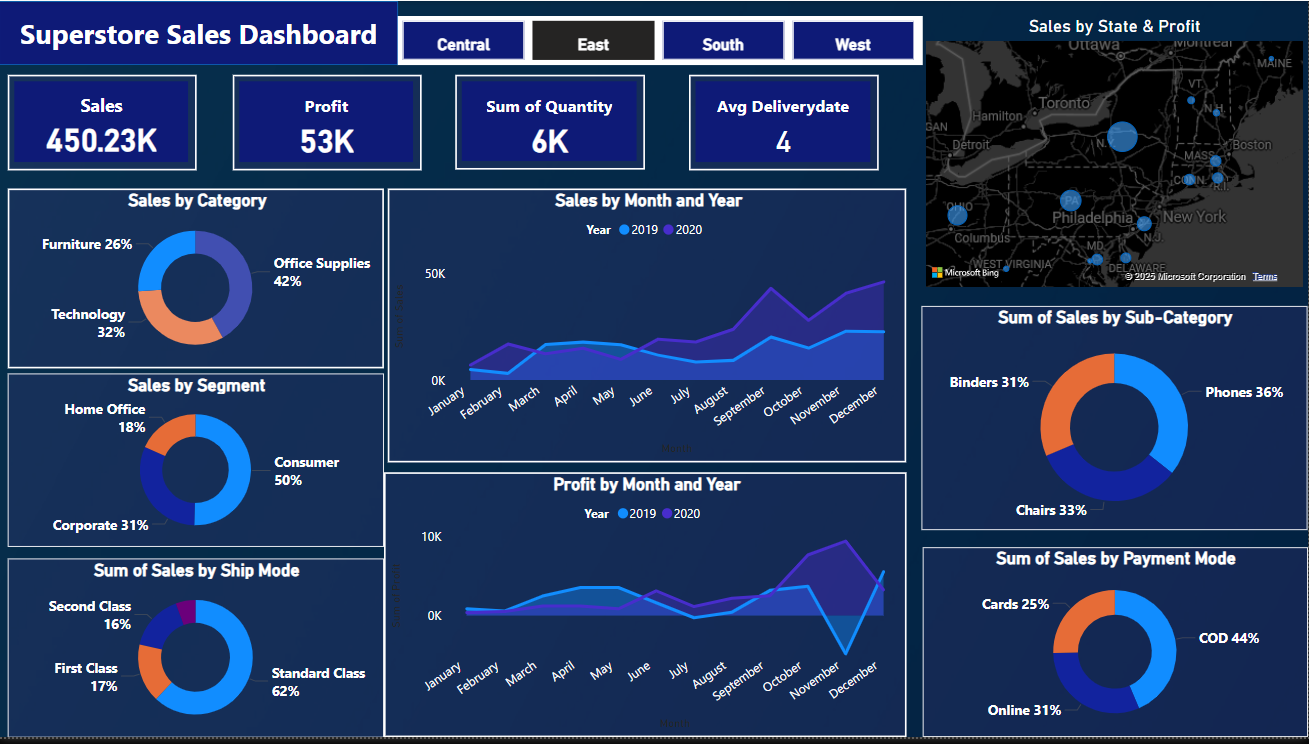 Superstore Sales Dashboard
Central
East
South
West
Sales
450.23K
Profit
53K
Sum of Quantity
6K
Avg Deliverydate
4
Sales by State & Profit
Ottawa
Montreal
MAINE
VT.
N.H.
Toronto
Hamilton
Detroit
MASS
Boston
CONN.
R.I.
OHIO
PA
Philadelphia
New York
Columbus
N.J.
MD
WEST VIRGINIA
DELAWARE
Microsoft Bing
© 2025 Microsoft Corporation Terms
Sales by Category
Furniture 26%
Office Supplies
42%
Technology
32%
Sales by Segment
Home Office
18%
Consumer
50%
Corporate 31%
Sum of Sales by Ship Mode
Second Class
16%
First Class
17%
Standard Class
62%
Sales by Month and Year
Year 2019 2020
50K
0K
January
February
March
April
May
June
July
August
September
October
November
December
Month
Profit by Month and Year
Year 2019 2020
10K
0K
January
February
March
April
May
June
July
August
September
October
November
December
Month
Sum of Sales by Sub-Category
Binders 31%
Phones 36%
Chairs 33%
Sum of Sales by Payment Mode
Cards 25%
COD 44%
Online 31%